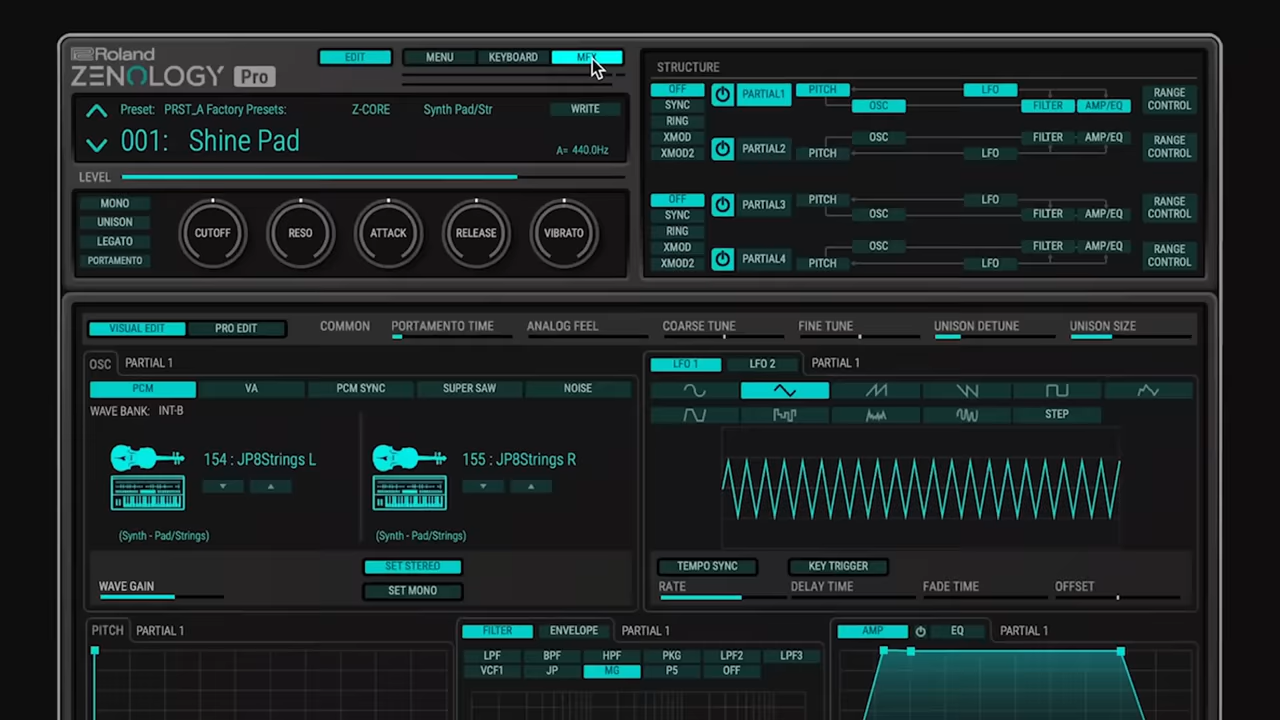 Roland
ZENOLOGY Pro
EDIT MENU KEYBOARD MFX
Preset: PRST_A Factory Presets: Z-CORE Synth Pad/Str WRITE
001: Shine Pad
A= 440.0Hz
LEVEL
MONO
UNISON
LEGATO
PORTAMENTO
CUTOFF RESO ATTACK RELEASE VIBRATO
STRUCTURE
OFF
SYNC
RING
XMOD
XMOD2
PARTIAL1 PITCH OSC LFO FILTER AMP/EQ RANGE CONTROL
PARTIAL2 PITCH OSC LFO FILTER AMP/EQ RANGE CONTROL
OFF
SYNC
RING
XMOD
XMOD2
PARTIAL3 PITCH OSC LFO FILTER AMP/EQ RANGE CONTROL
PARTIAL4 PITCH OSC LFO FILTER AMP/EQ RANGE CONTROL
VISUAL EDIT PRO EDIT COMMON PORTAMENTO TIME ANALOG FEEL COARSE TUNE FINE TUNE UNISON DETUNE UNISON SIZE
OSC PARTIAL 1
PCM VA PCM SYNC SUPER SAW NOISE
WAVE BANK: INT-B
154 : JP8Strings L 155 : JP8Strings R
(Synth - Pad/Strings) (Synth - Pad/Strings)
WAVE GAIN
SET STEREO
SET MONO
LFO 1 LFO 2 PARTIAL 1
STEP
TEMPO SYNC KEY TRIGGER
RATE DELAY TIME FADE TIME OFFSET
PITCH PARTIAL 1
FILTER ENVELOPE PARTIAL 1
LPF BPF HPF PKG LPF2 LPF3
VCF1 JP MG P5 OFF
AMP EQ PARTIAL 1